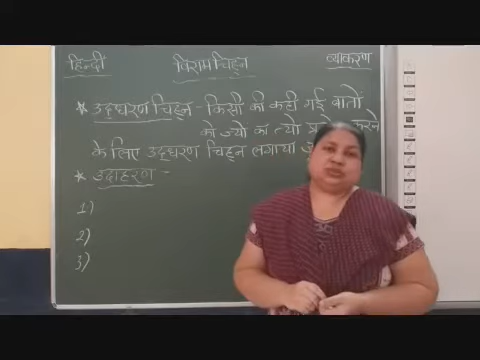 हिन्दी विराम चिह्न व्याकरण
* उद्धरण चिह्न - किसी की कही गई बातों
को ज्यो का त्यो करने
के लिए उद्धरण चिह्न लगाया
* उदाहरण -
1)
2)
3)